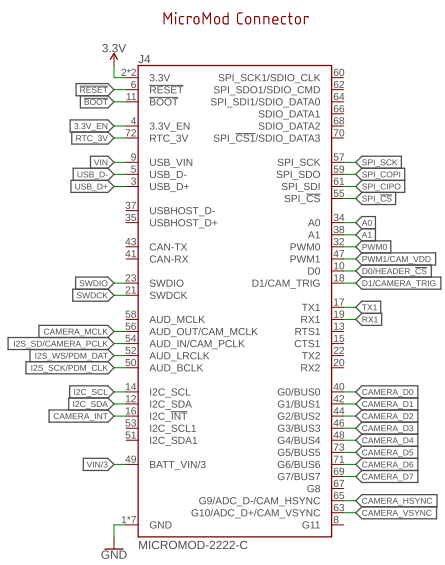 MicroMod Connector
3.3V
J4
2*2 3.3V SPI_SCK1/SDIO_CLK 60
RESET 6 RESET SPI_SDO1/SDIO_CMD 62
BOOT 11 BOOT SPI_SDI1/SDIO_DATA0 64
SDIO_DATA1 66
3.3V_EN 4 3.3V_EN SDIO_DATA2 68
RTC_3V 72 RTC_3V SPI_CS1/SDIO_DATA3 70
VIN 9 USB_VIN SPI_SCK 57 SPI_SCK
USB_D- 5 USB_D- SPI_SDO 59 SPI_COPI
USB_D+ 3 USB_D+ SPI_SDI 61 SPI_CIPO
SPI_CS 55 SPI_CS
37 USBHOST_D-
35 USBHOST_D+ A0 34 A0
A1 38 A1
43 CAN-TX PWM0 32 PWM0
41 CAN-RX PWM1 47 PWM1/CAM_VDD
D0 10 D0/HEADER_CS
SWDIO 23 SWDIO D1/CAM_TRIG 18 D1/CAMERA_TRIG
SWDCK 21 SWDCK
TX1 17 TX1
58 AUD_MCLK RX1 19 RX1
CAMERA_MCLK 56 AUD_OUT/CAM_MCLK RTS1 13
I2S_SD/CAMERA_PCLK 54 AUD_IN/CAM_PCLK CTS1 15
I2S_WS/PDM_DAT 52 AUD_LRCLK TX2 22
I2S_SCK/PDM_CLK 50 AUD_BCLK RX2 20
I2C_SCL 14 I2C_SCL G0/BUS0 40 CAMERA_D0
I2C_SDA 12 I2C_SDA G1/BUS1 42 CAMERA_D1
CAMERA_INT 16 I2C_INT G2/BUS2 44 CAMERA_D2
53 I2C_SCL1 G3/BUS3 46 CAMERA_D3
51 I2C_SDA1 G4/BUS4 48 CAMERA_D4
G5/BUS5 73 CAMERA_D5
VIN/3 49 BATT_VIN/3 G6/BUS6 71 CAMERA_D6
G7/BUS7 69 CAMERA_D7
G8 67
G9/ADC_D-/CAM_HSYNC 65 CAMERA_HSYNC
G10/ADC_D+/CAM_VSYNC 63 CAMERA_VSYNC
1*7 GND G11 8
MICROMOD-2222-C
GND